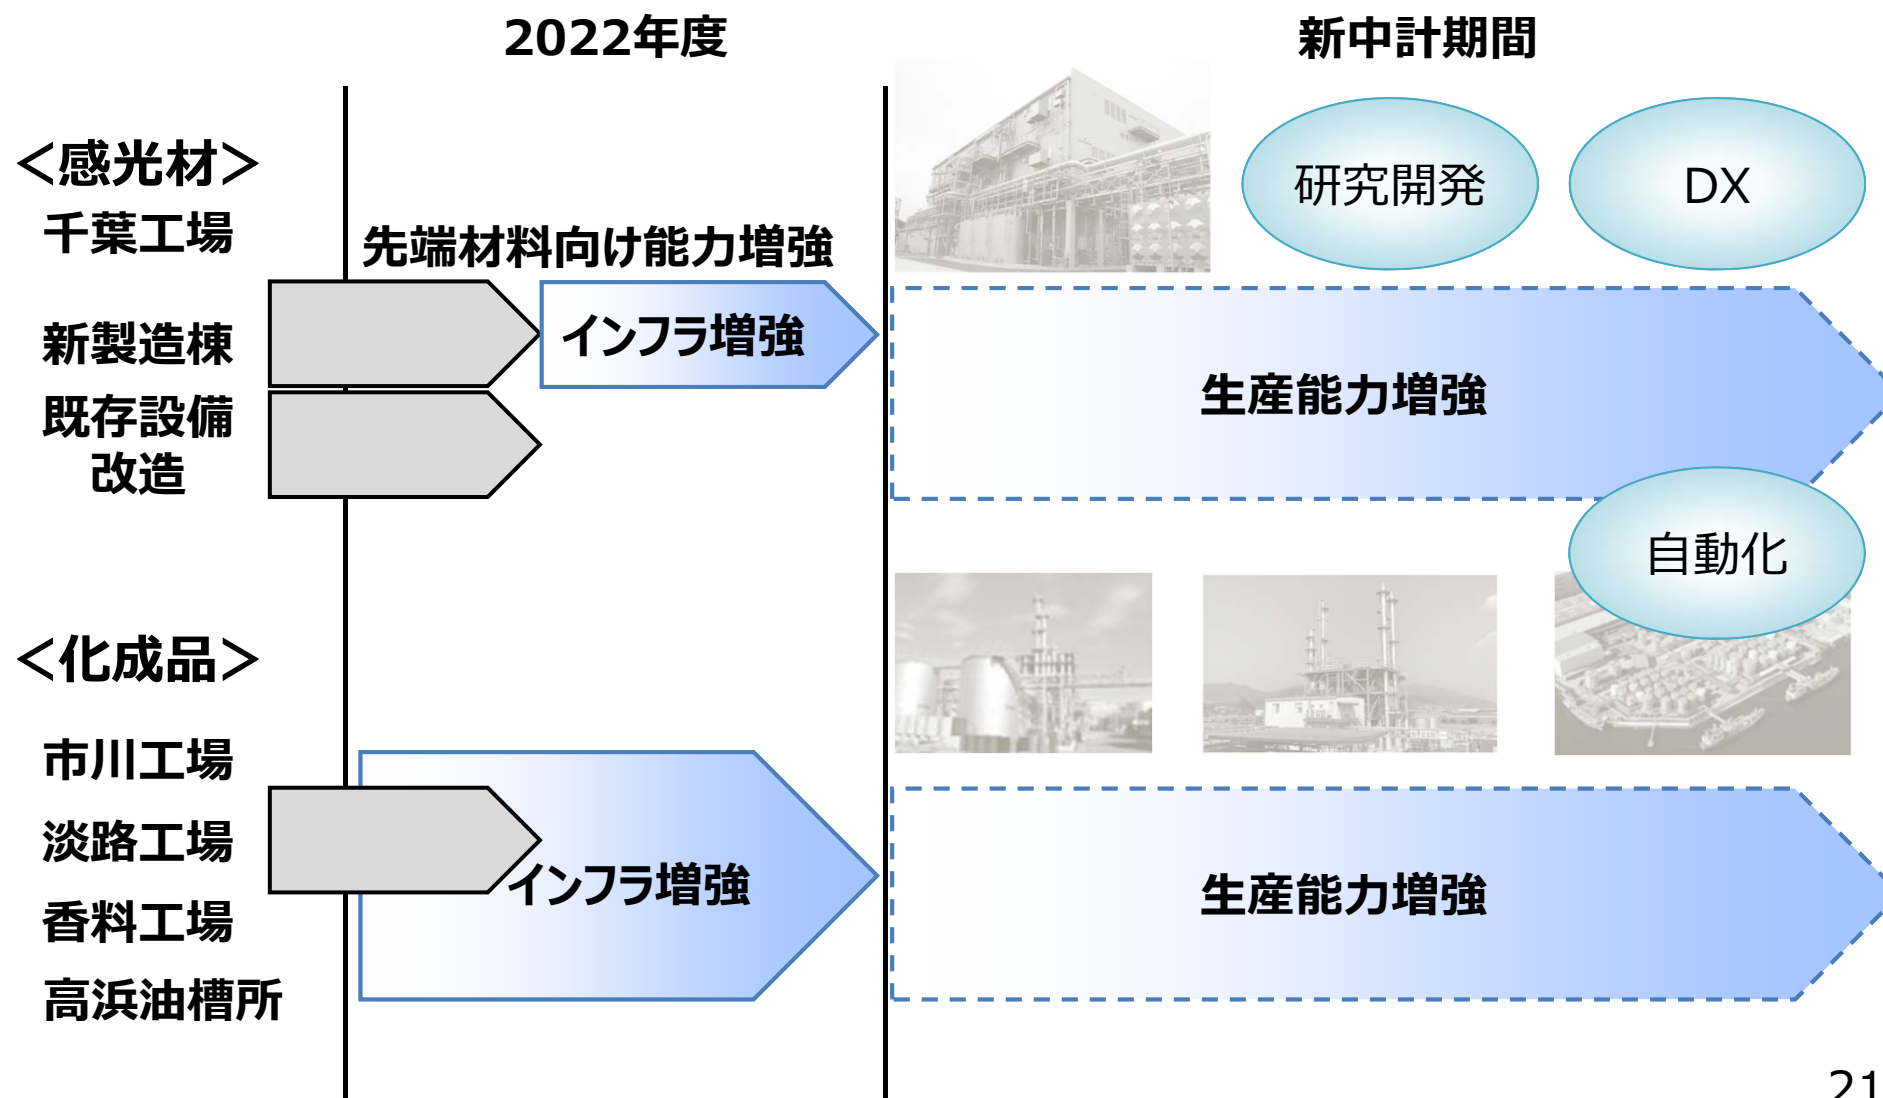 2022年度
新中計期間
＜感光材＞
千葉工場
先端材料向け能力増強
研究開発
DX
新製造棟
インフラ増強
既存設備
改造
生産能力増強
自動化
＜化成品＞
市川工場
淡路工場
インフラ増強
生産能力増強
香料工場
高浜油槽所
21